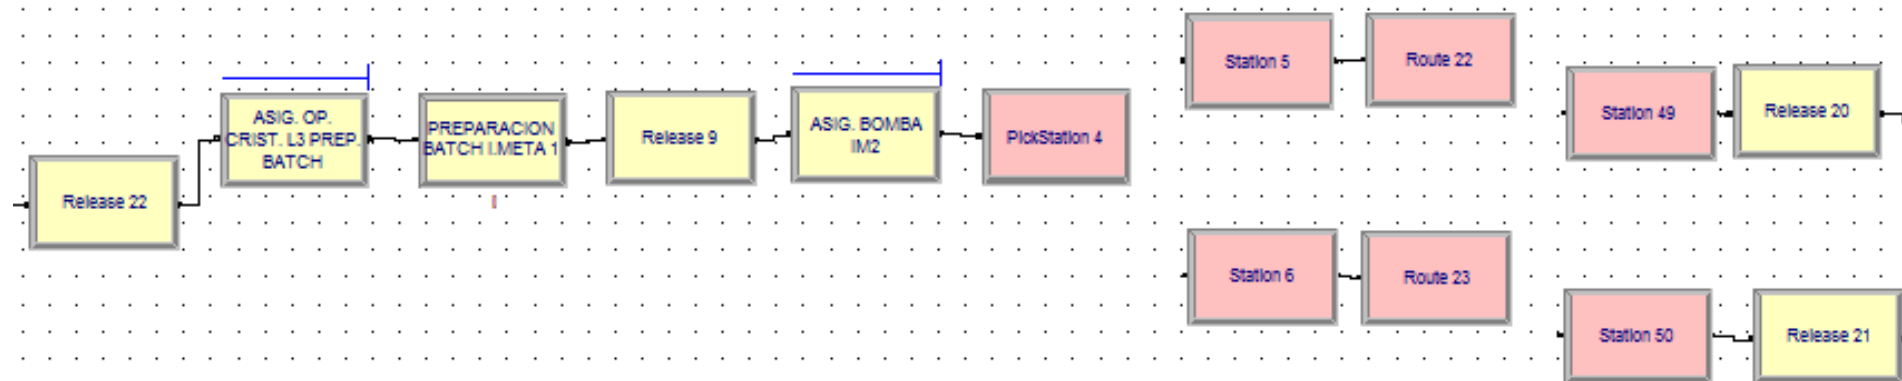 Release 22
ASIG. OP.
CRIST. L3 PREP.
BATCH
PREPARACION
BATCH I.META 1
Release 9
ASIG. BOMBA
IM2
PickStation 4
Station 5
Route 22
Station 6
Route 23
Station 49
Release 20
Station 50
Release 21